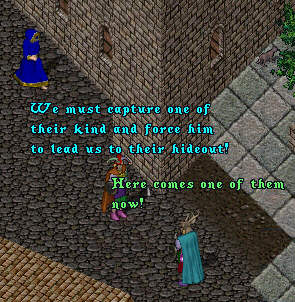 We must capture one of
their kind and force him
to lead us to their hideout!
Here comes one of them
now!